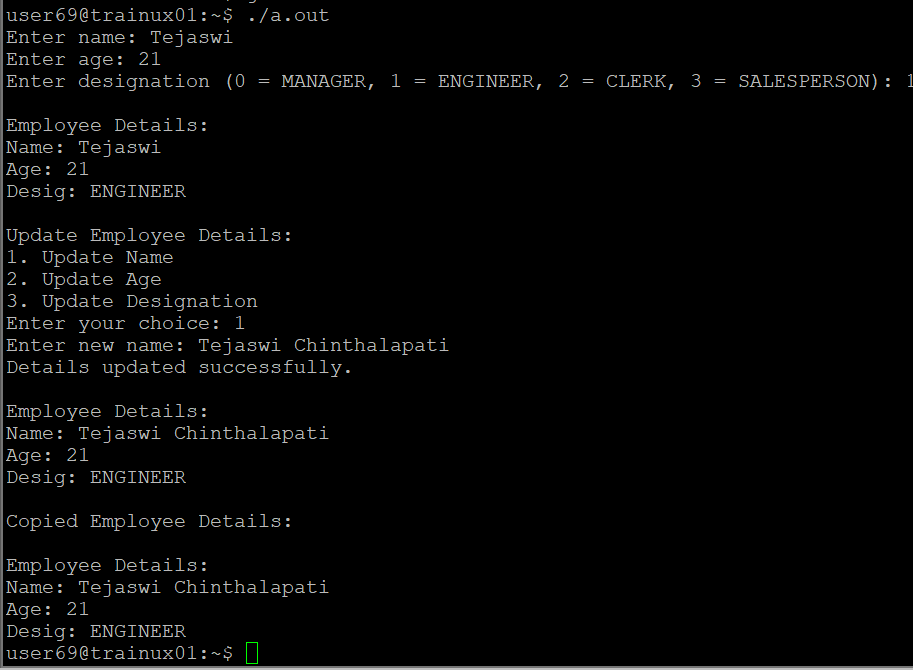 user69@trainux01:~$ ./a.out
Enter name: Tejaswi
Enter age: 21
Enter designation (0 = MANAGER, 1 = ENGINEER, 2 = CLERK, 3 = SALESPERSON): 1
Employee Details:
Name: Tejaswi
Age: 21
Desig: ENGINEER
Update Employee Details:
1. Update Name
2. Update Age
3. Update Designation
Enter your choice: 1
Enter new name: Tejaswi Chinthalapati
Details updated successfully.
Employee Details:
Name: Tejaswi Chinthalapati
Age: 21
Desig: ENGINEER
Copied Employee Details:
Employee Details:
Name: Tejaswi Chinthalapati
Age: 21
Desig: ENGINEER
user69@trainux01:~$